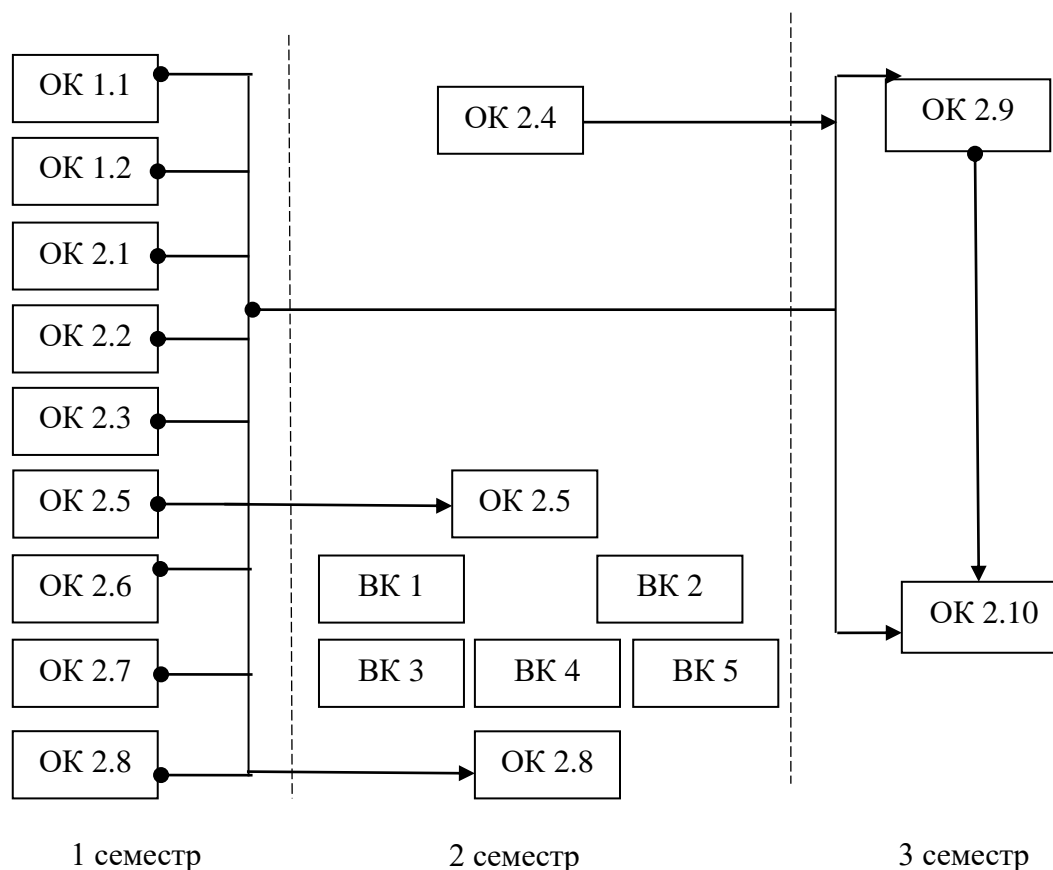 ОК 1.1
ОК 2.4
ОК 2.9
ОК 1.2
ОК 2.1
ОК 2.2
ОК 2.3
ОК 2.5
ОК 2.5
ОК 2.6
ВК 1
ВК 2
ОК 2.10
ОК 2.7
ВК 3
ВК 4
ВК 5
ОК 2.8
ОК 2.8
1 семестр
2 семестр
3 семестр